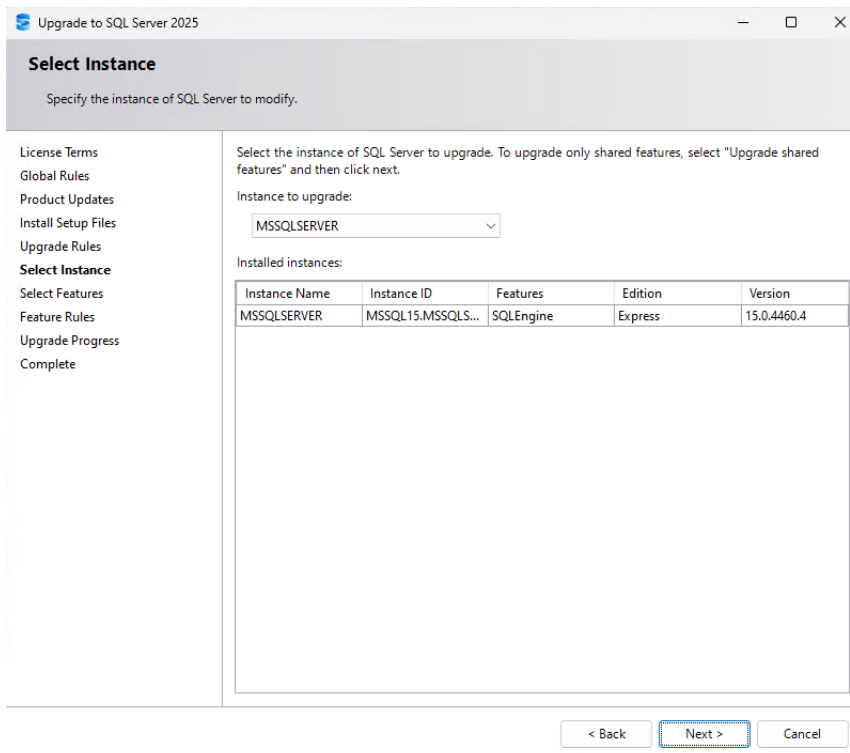 Upgrade to SQL Server 2025
Select Instance
Specify the instance of SQL Server to modify.
License Terms
Global Rules
Product Updates
Install Setup Files
Upgrade Rules
Select Instance
Select Features
Feature Rules
Upgrade Progress
Complete
Select the instance of SQL Server to upgrade. To upgrade only shared features, select "Upgrade shared
features" and then click next.
Instance to upgrade:
MSSQLSERVER
Installed instances:
Instance Name Instance ID Features Edition Version
MSSQLSERVER MSSQL15.MSSQLS... SQLEngine Express 15.0.4460.4
< Back Next > Cancel